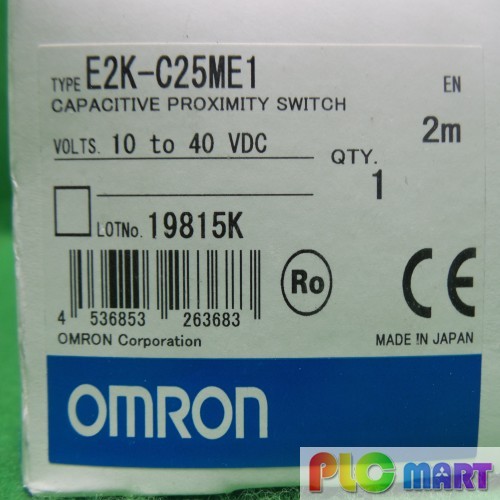 TYPE E2K-C25ME1 EN
CAPACITIVE PROXIMITY SWITCH
2m
VOLTS. 10 to 40 VDC
QTY.
1
LOTNo. 19815K
Ro
CE
4 536853 263683
OMRON Corporation MADE IN JAPAN
OMRON
PLC MART